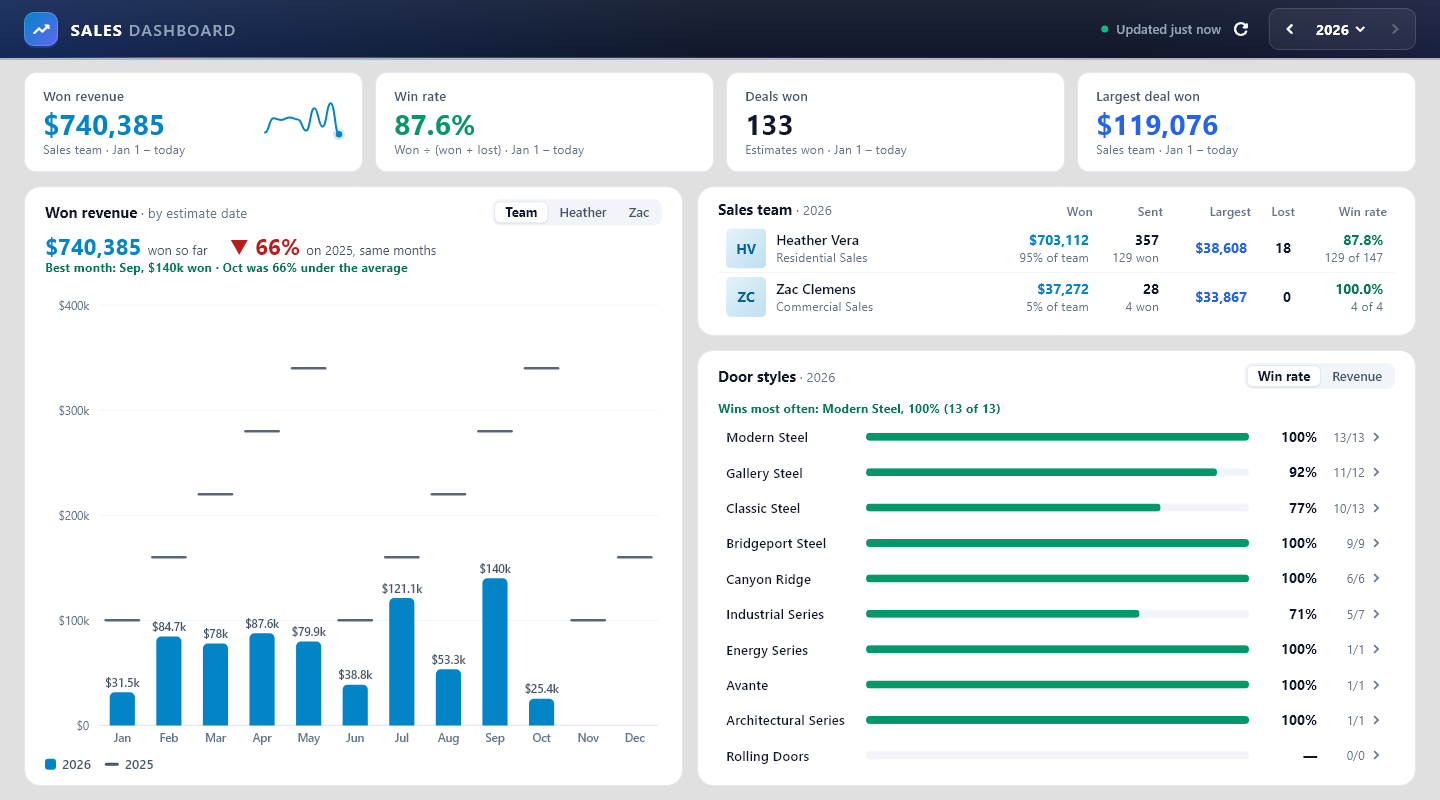 SALES DASHBOARD
Updated just now
2026
Won revenue
$740,385
Sales team · Jan 1 – today
Win rate
87.6%
Won ÷ (won + lost) · Jan 1 – today
Deals won
133
Estimates won · Jan 1 – today
Largest deal won
$119,076
Sales team · Jan 1 – today
Won revenue · by estimate date
Team Heather Zac
$740,385 won so far ▼ 66% on 2025, same months
Best month: Sep, $140k won · Oct was 66% under the average
$400k
$300k
$200k
$100k
$0
$31.5k
$84.7k
$78k
$87.6k
$79.9k
$38.8k
$121.1k
$53.3k
$140k
$25.4k
Jan Feb Mar Apr May Jun Jul Aug Sep Oct Nov Dec
2026 2025
Sales team · 2026
Won Sent Largest Lost Win rate
HV Heather Vera $703,112 357 $38,608 18 87.8%
Residential Sales 95% of team 129 won 129 of 147
ZC Zac Clemens $37,272 28 $33,867 0 100.0%
Commercial Sales 5% of team 4 won 4 of 4
Door styles · 2026
Win rate Revenue
Wins most often: Modern Steel, 100% (13 of 13)
Modern Steel 100% 13/13
Gallery Steel 92% 11/12
Classic Steel 77% 10/13
Bridgeport Steel 100% 9/9
Canyon Ridge 100% 6/6
Industrial Series 71% 5/7
Energy Series 100% 1/1
Avante 100% 1/1
Architectural Series 100% 1/1
Rolling Doors — 0/0